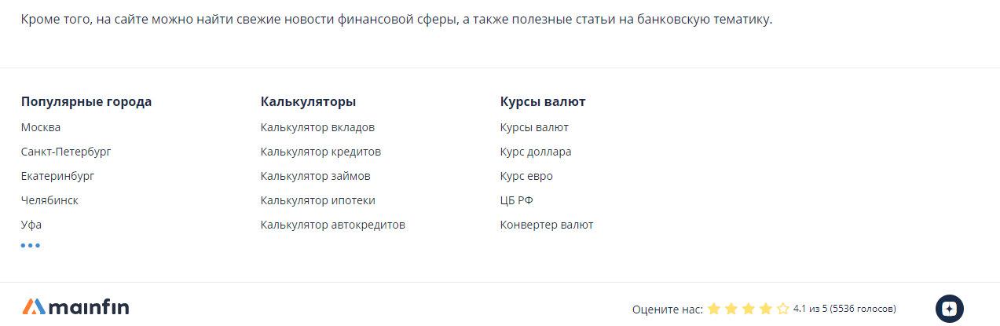 Кроме того, на сайте можно найти свежие новости финансовой сферы, а также полезные статьи на банковскую тематику.
Популярные города
Москва
Санкт-Петербург
Екатеринбург
Челябинск
Уфа
Калькуляторы
Калькулятор вкладов
Калькулятор кредитов
Калькулятор займов
Калькулятор ипотеки
Калькулятор автокредитов
Курсы валют
Курсы валют
Курс доллара
Курс евро
ЦБ РФ
Конвертер валют
mainfin
Оцените нас: 4.1 из 5 (5536 голосов)